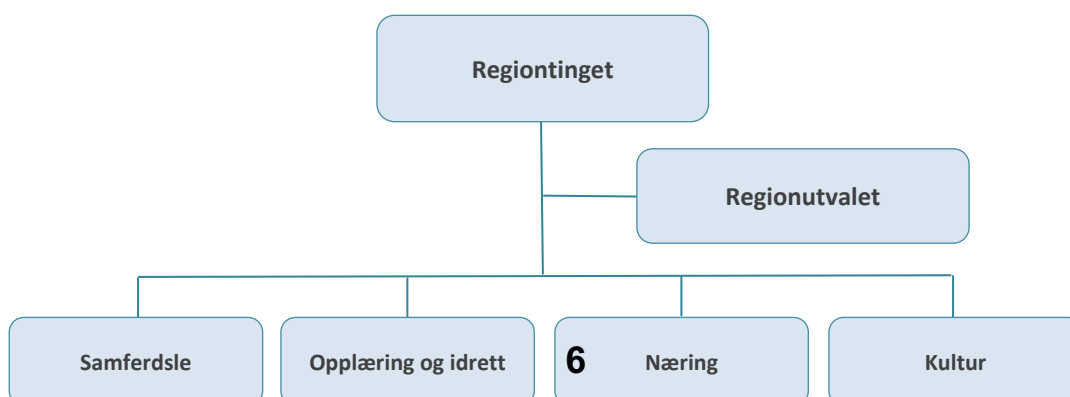 Regiontinget
Regionutvalet
Samferdsle
Opplæring og idrett
6 Næring
Kultur